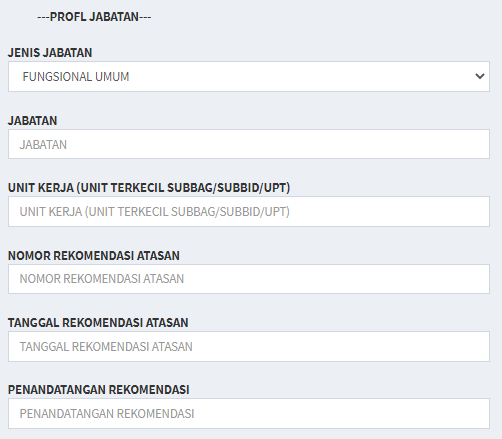 ---PROFL JABATAN---
JENIS JABATAN
FUNGSIONAL UMUM
JABATAN
JABATAN
UNIT KERJA (UNIT TERKECIL SUBBAG/SUBBID/UPT)
UNIT KERJA (UNIT TERKECIL SUBBAG/SUBBID/UPT)
NOMOR REKOMENDASI ATASAN
NOMOR REKOMENDASI ATASAN
TANGGAL REKOMENDASI ATASAN
TANGGAL REKOMENDASI ATASAN
PENANDATANGAN REKOMENDASI
PENANDATANGAN REKOMENDASI